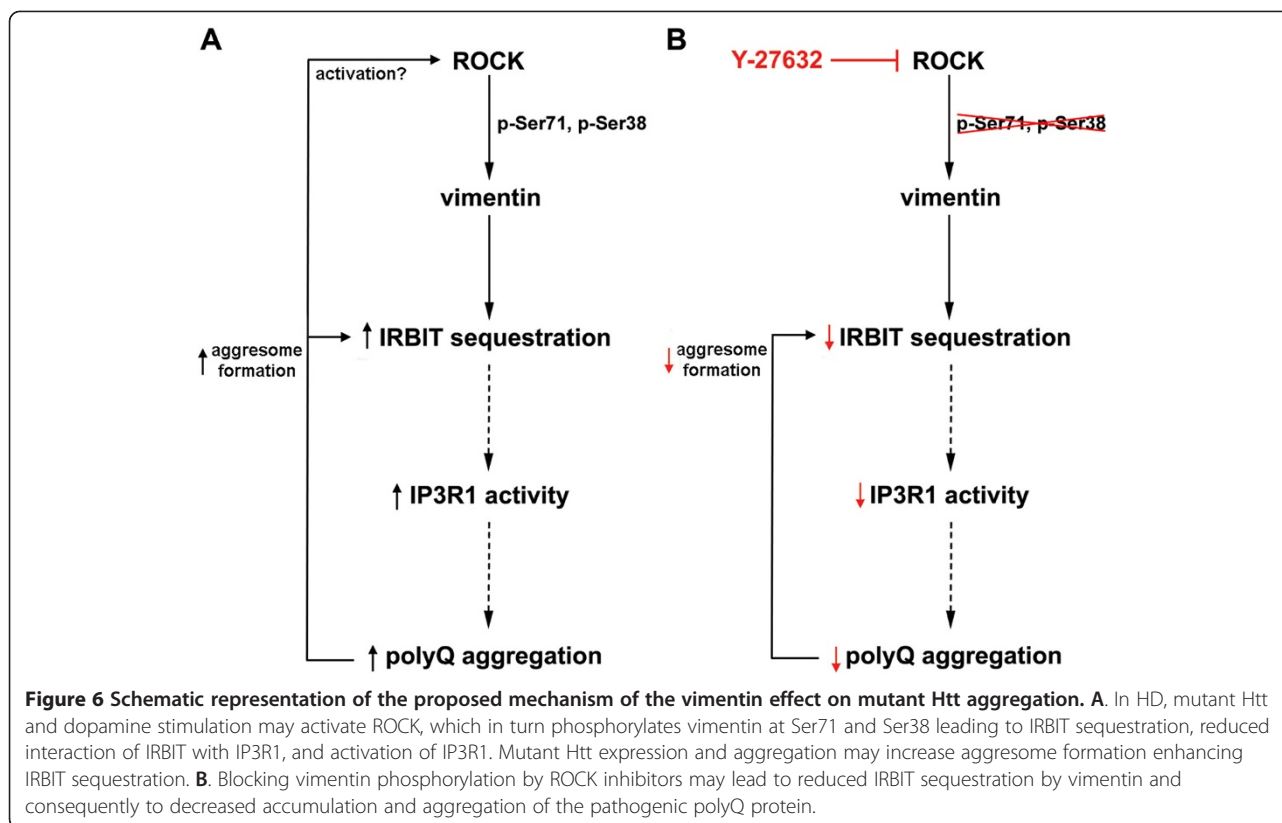 A
activation?
ROCK
p-Ser71, p-Ser38
vimentin
↑ IRBIT sequestration
↑ aggresome
formation
↑ IP3R1 activity
↑ polyQ aggregation
B
Y-27632
ROCK
p-Ser71, p-Ser38
vimentin
↓ IRBIT sequestration
↓ aggresome
formation
↓ IP3R1 activity
↓ polyQ aggregation
Figure 6 Schematic representation of the proposed mechanism of the vimentin effect on mutant Htt aggregation. A. In HD, mutant Htt
and dopamine stimulation may activate ROCK, which in turn phosphorylates vimentin at Ser71 and Ser38 leading to IRBIT sequestration, reduced
interaction of IRBIT with IP3R1, and activation of IP3R1. Mutant Htt expression and aggregation may increase aggresome formation enhancing
IRBIT sequestration. B. Blocking vimentin phosphorylation by ROCK inhibitors may lead to reduced IRBIT sequestration by vimentin and
consequently to decreased accumulation and aggregation of the pathogenic polyQ protein.